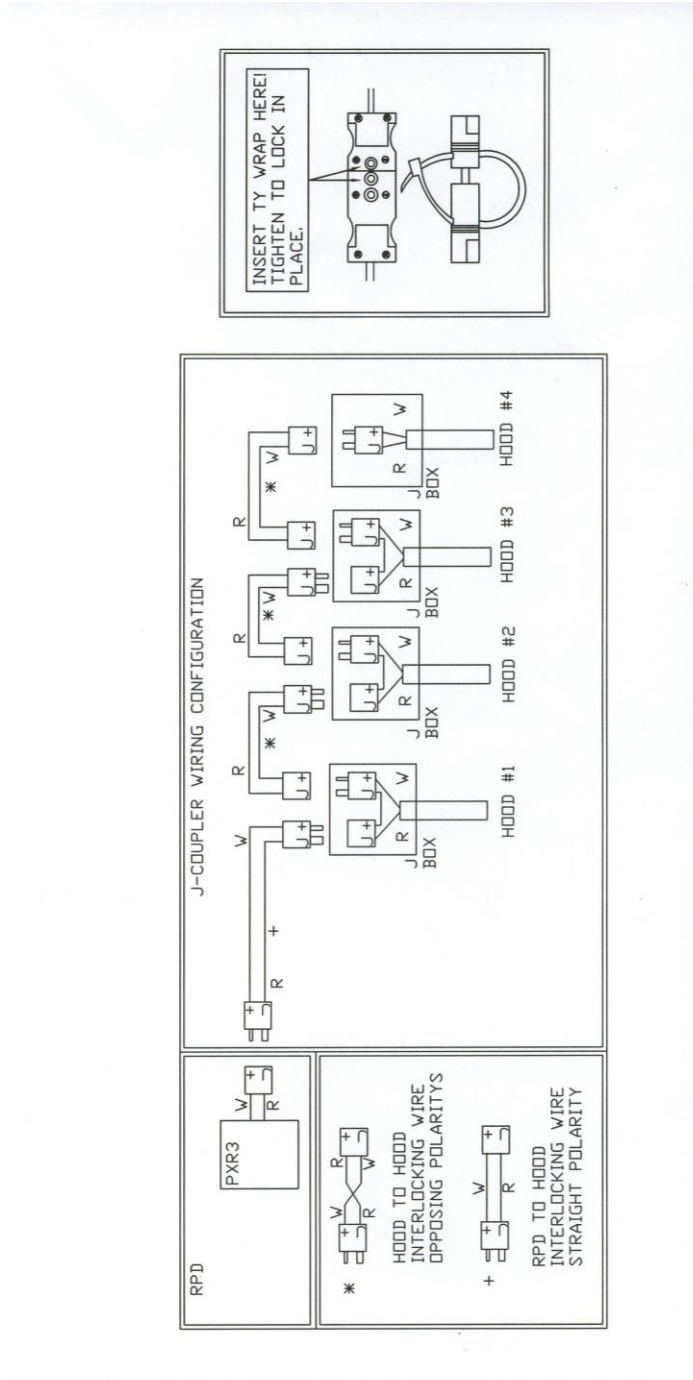 RPD
PXR3
W
+
R
J
*
W
R
+
J
R
W
+
J
HOOD TO HOOD
INTERLOCKING WIRE
OPPOSING POLARITYS
+
+
J
W
R
+
J
RPD TO HOOD
INTERLOCKING WIRE
STRAIGHT POLARITY
J-COUPLER WIRING CONFIGURATION
+
J
R
+
W
J +
J +
R
*
W
J +
J +
R
*
W
J +
J +
R
*
W
J +
J +
J +
R
W
J
BOX
HOOD #1
J +
J +
R
W
J
BOX
HOOD #2
J +
J +
R
W
J
BOX
HOOD #3
J +
R
W
J
BOX
HOOD #4
INSERT TY WRAP HERE!
TIGHTEN TO LOCK IN
PLACE.